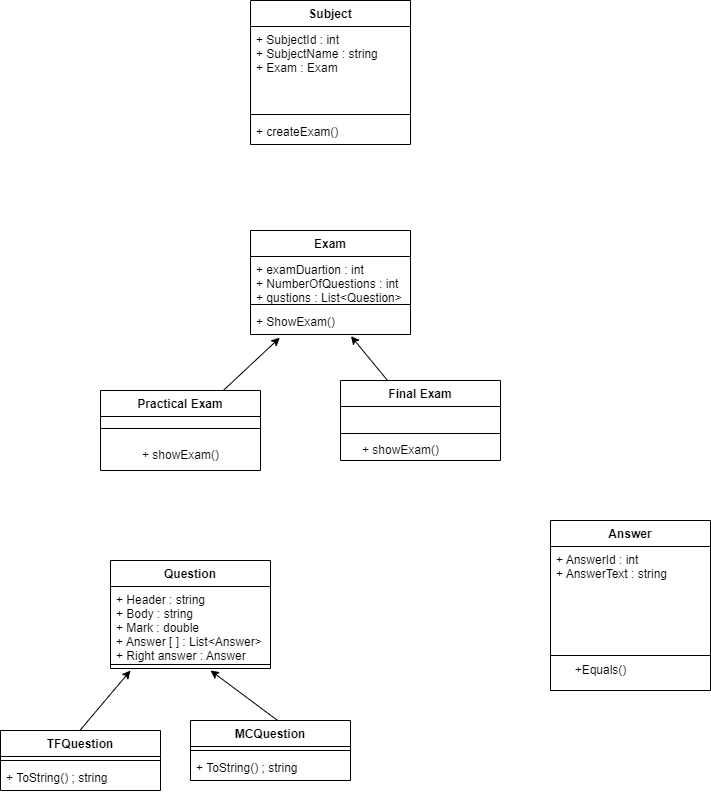 Subject
+ SubjectId : int
+ SubjectName : string
+ Exam : Exam
+ createExam()
Exam
+ examDuartion : int
+ NumberOfQuestions : int
+ qustions : List<Question>
+ ShowExam()
Practical Exam
+ showExam()
Final Exam
+ showExam()
Question
+ Header : string
+ Body : string
+ Mark : double
+ Answer [ ] : List<Answer>
+ Right answer : Answer
Answer
+ AnswerId : int
+ AnswerText : string
+Equals()
TFQuestion
+ ToString() ; string
MCQuestion
+ ToString() ; string